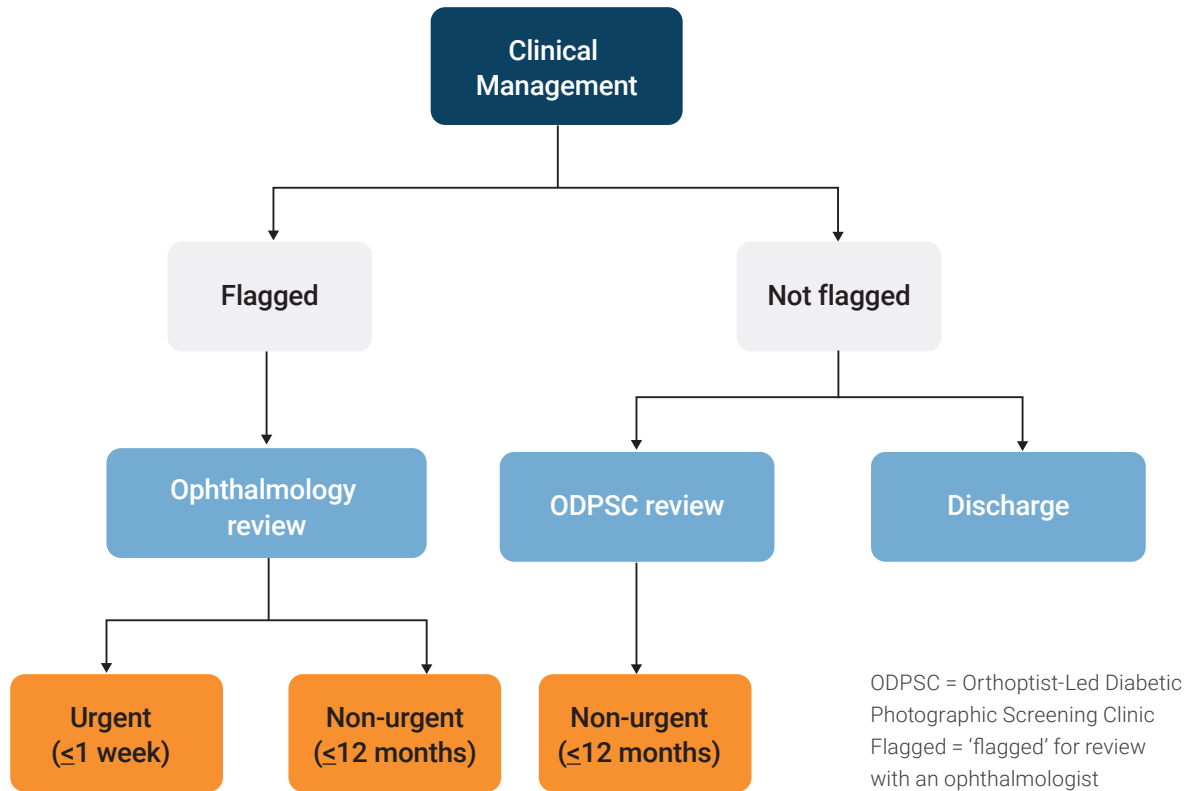 Clinical
Management
Flagged
Not flagged
Ophthalmology
review
ODPSC review
Discharge
Urgent
(≤1 week)
Non-urgent
(≤12 months)
Non-urgent
(≤12 months)
ODPSC = Orthoptist-Led Diabetic
Photographic Screening Clinic
Flagged = ‘flagged’ for review
with an ophthalmologist